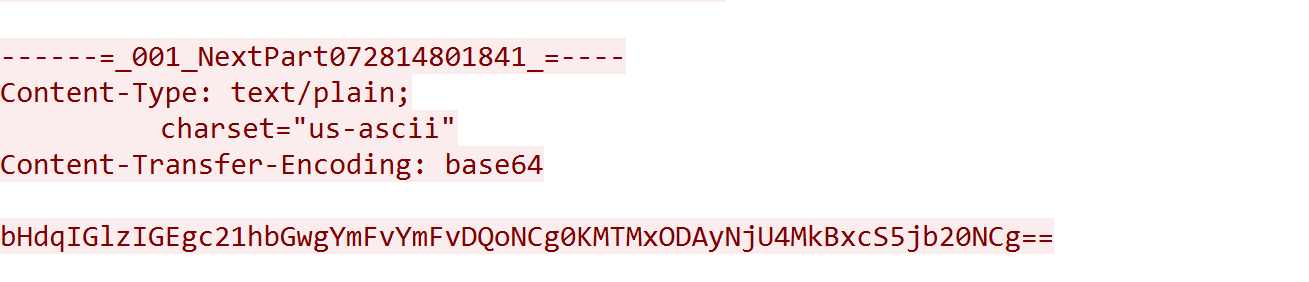 ------=_001_NextPart072814801841_=----
Content-Type: text/plain;
charset="us-ascii"
Content-Transfer-Encoding: base64
bHdqIGlzIGEgc21hbGwgYmFvYmFvDQoNCg0KMTMxODAyNjU4MkBxcS5jb20NCg==